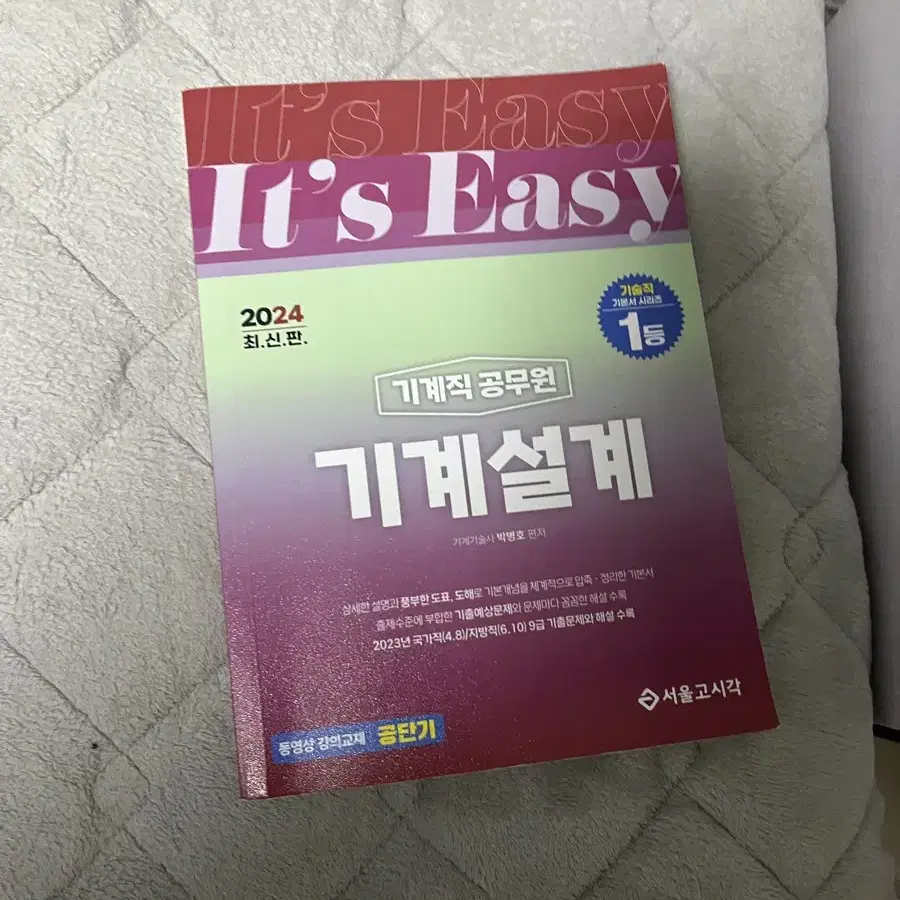 It's Easy
It's Easy
2024
최.신.판.
기술직
기본서 시리즈
1등
기계직 공무원
기계설계
기계기술사 박병호 편저
상세한 설명과 풍부한 도표, 도해로 기본개념을 체계적으로 압축·정리한 기본서
출제수준에 부합한 기출예상문제와 문제마다 꼼꼼한 해설 수록
2023년 국가직(4.8)/지방직(6.10) 9급 기출문제와 해설 수록
서울고시각
동영상 강의교재 공단기